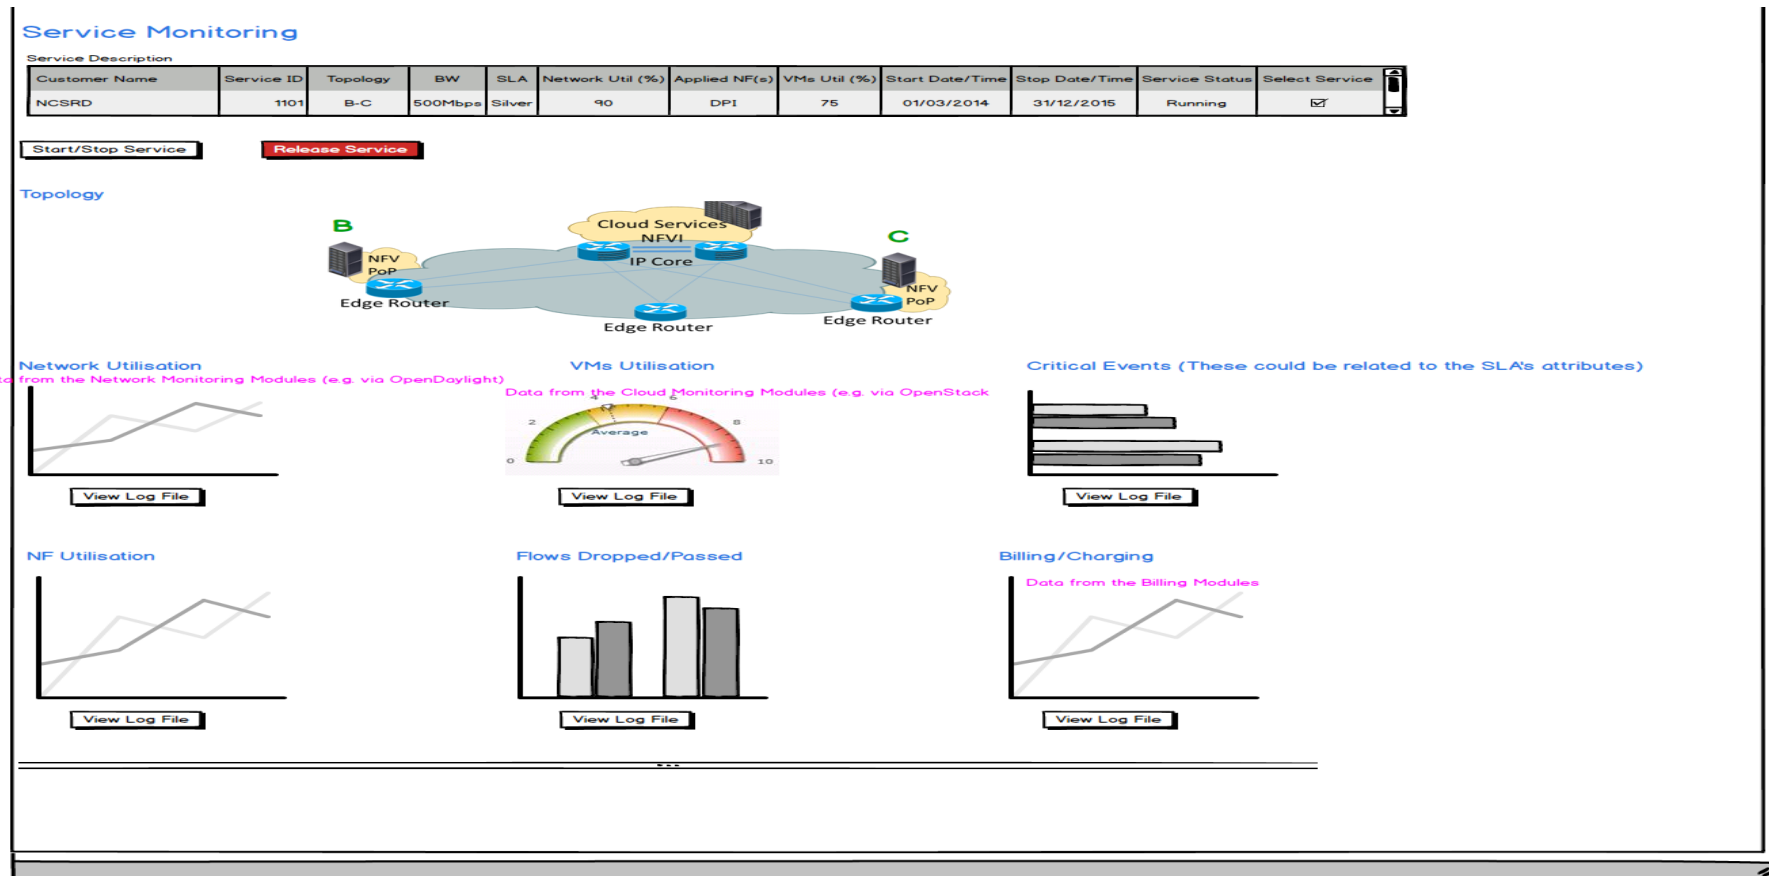 Service Monitoring
Service Description
Customer Name Service ID Topology BW SLA Network Util (%) Applied NF(s) VMs Util (%) Start Date/Time Stop Date/Time Service Status Select Service
NCSRD 1101 B-C 500Mbps Silver 90 DPI 75 01/03/2014 31/12/2015 Running
Start/Stop Service Release Service
Topology
B
Cloud Services
NFVI
C
NFV
PoP
IP Core
NFV
PoP
Edge Router
Edge Router
Edge Router
Network Utilisation
from the Network Monitoring Modules (e.g. via OpenDaylight)
View Log File
VMs Utilisation
Data from the Cloud Monitoring Modules (e.g. via OpenStack
0 2 4 6 8 10
Average
View Log File
Critical Events (These could be related to the SLA's attributes)
View Log File
NF Utilisation
View Log File
Flows Dropped/Passed
View Log File
Billing/Charging
Data from the Billing Modules
View Log File